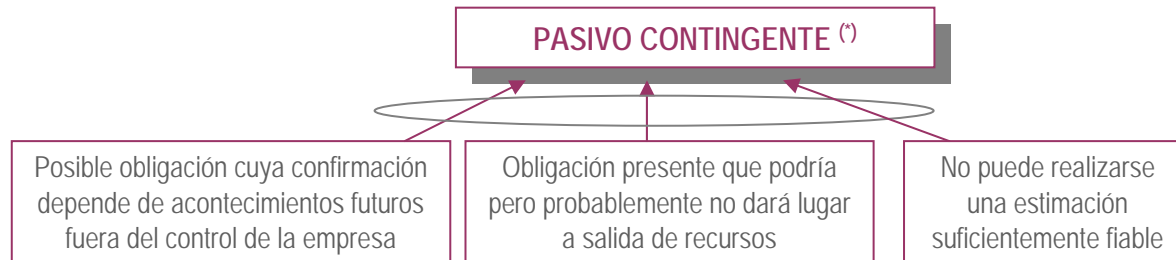 PASIVO CONTINGENTE (*)
Posible obligación cuya confirmación
depende de acontecimientos futuros
fuera del control de la empresa
Obligación presente que podría
pero probablemente no dará lugar
a salida de recursos
No puede realizarse
una estimación
suficientemente fiable